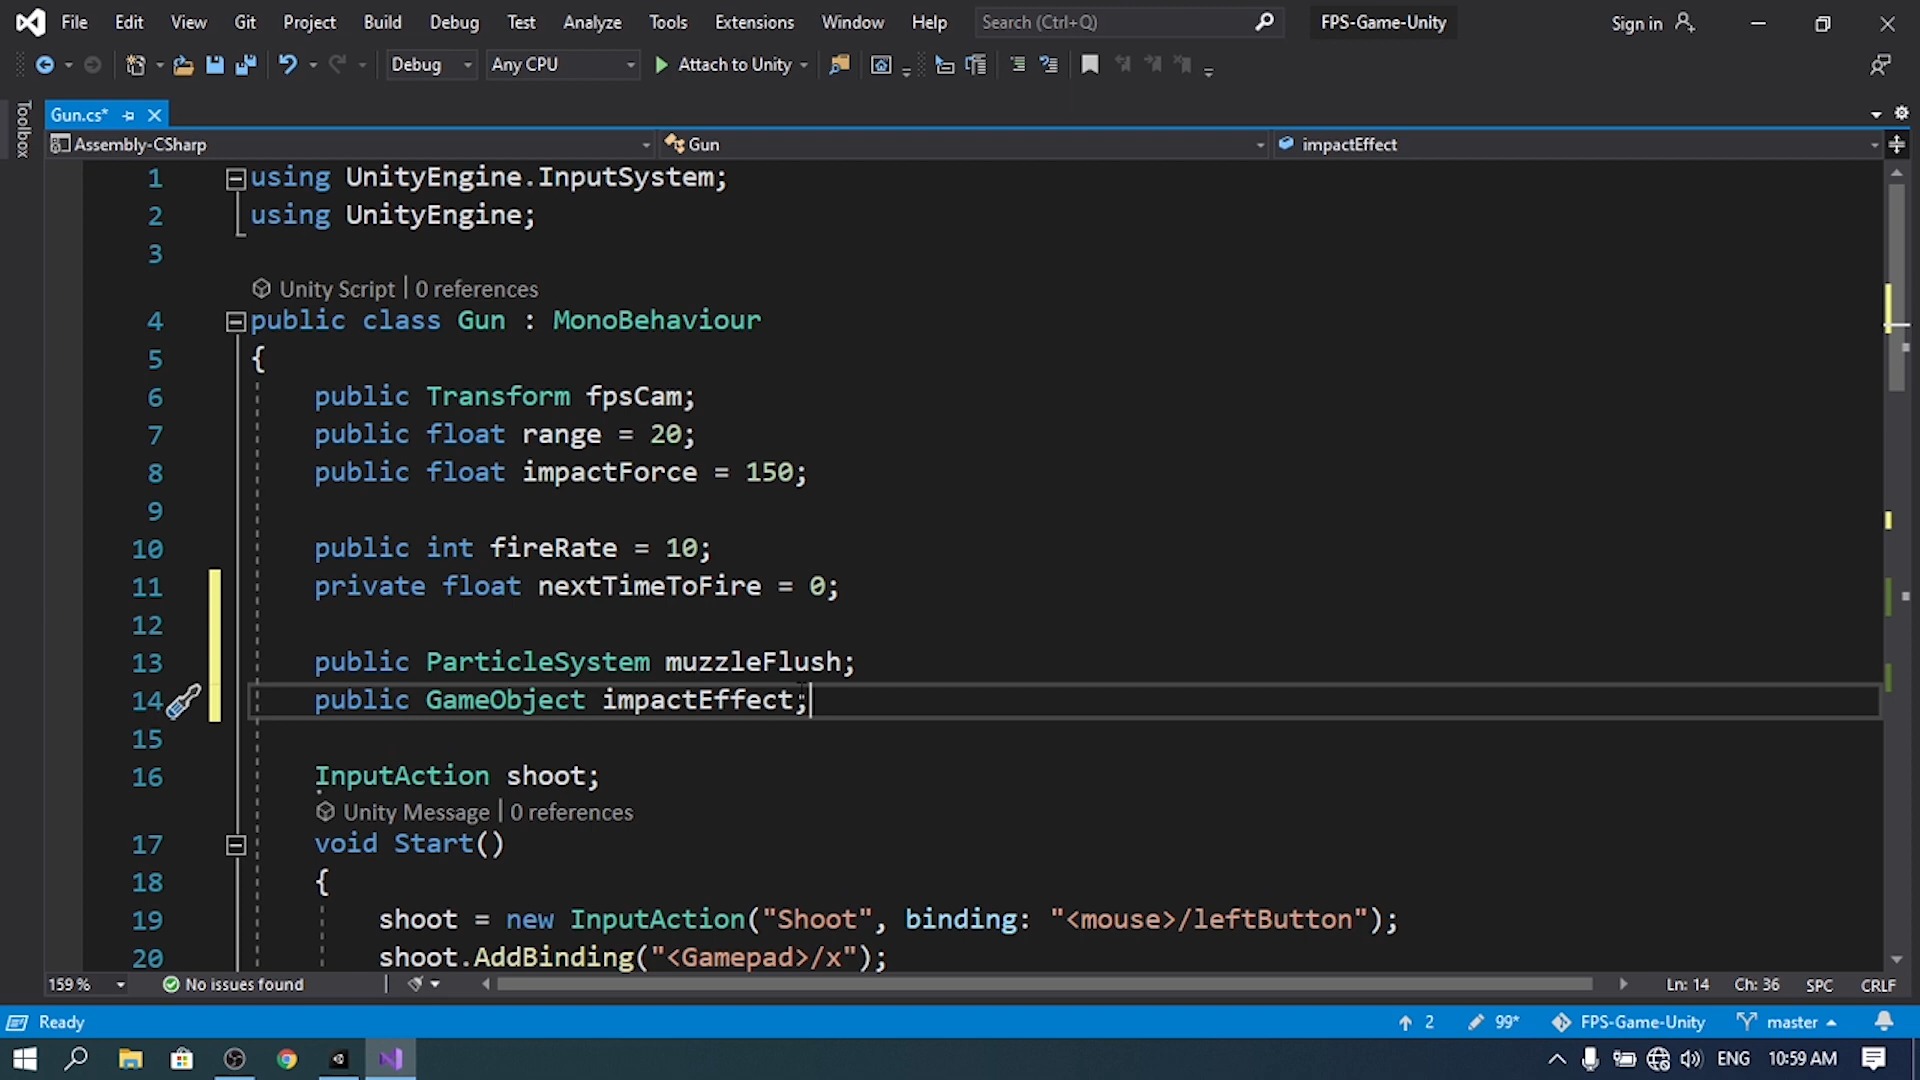 File Edit View Git Project Build Debug Test Analyze Tools Extensions Window Help Search (Ctrl+Q) FPS-Game-Unity Sign in
Debug Any CPU Attach to Unity
Toolbox
Gun.cs*
Assembly-CSharp Gun impactEffect
1 using UnityEngine.InputSystem;
2 using UnityEngine;
3
Unity Script | 0 references
4 public class Gun : MonoBehaviour
5 {
6 public Transform fpsCam;
7 public float range = 20;
8 public float impactForce = 150;
9
10 public int fireRate = 10;
11 private float nextTimeToFire = 0;
12
13 public ParticleSystem muzzleFlush;
14 public GameObject impactEffect;
15
16 InputAction shoot;
Unity Message | 0 references
17 void Start()
18 {
19 shoot = new InputAction("Shoot", binding: "<mouse>/leftButton");
20 shoot.AddBinding("<Gamepad>/x");
159 % No issues found Ln: 14 Ch: 36 SPC CRLF
Ready 2 99* FPS-Game-Unity master
ENG 10:59 AM